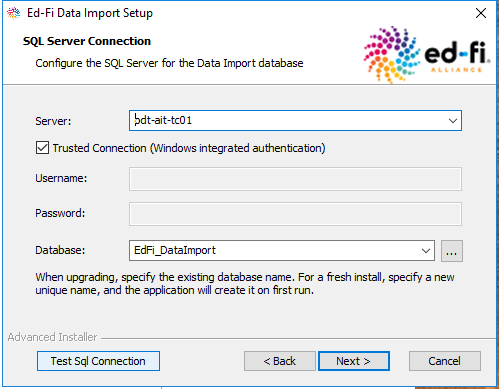 Ed-Fi Data Import Setup
SQL Server Connection
Configure the SQL Server for the Data Import database
ed-fi
ALLIANCE
Server:
pdt-ait-tc01
Trusted Connection (Windows integrated authentication)
Username:
Password:
Database:
EdFi_DataImport
...
When upgrading, specify the existing database name. For a fresh install, specify a new
unique name, and the application will create it on first run.
Advanced Installer
Test Sql Connection
< Back
Next >
Cancel